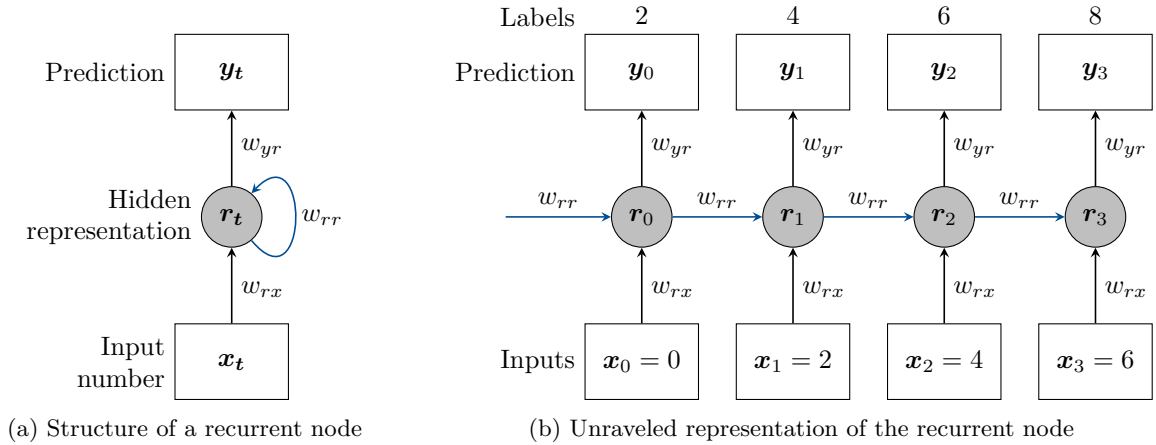 Prediction
y_t
w_yr
Hidden
representation
r_t
w_rr
w_rx
Input
number
x_t
(a) Structure of a recurrent node
Labels 2 4 6 8
Prediction y_0 y_1 y_2 y_3
w_yr w_yr w_yr w_yr
w_rr w_rr w_rr w_rr
r_0 r_1 r_2 r_3
w_rx w_rx w_rx w_rx
Inputs x_0 = 0 x_1 = 2 x_2 = 4 x_3 = 6
(b) Unraveled representation of the recurrent node